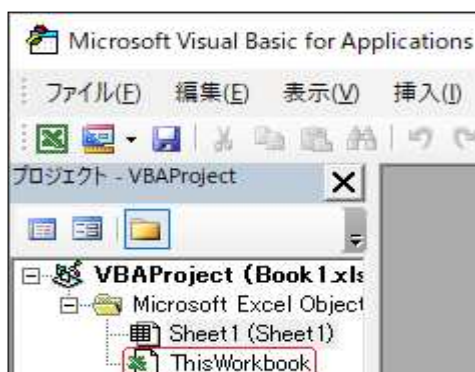 Microsoft Visual Basic for Applications
ファイル(F) 編集(E) 表示(V) 挿入(I)
プロジェクト - VBAProject
VBAProject (Book1.xls
Microsoft Excel Object
Sheet1 (Sheet1)
ThisWorkbook